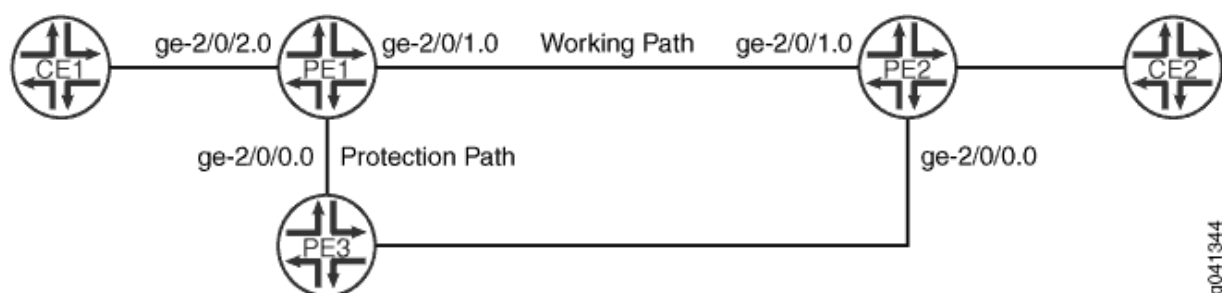 ge-2/0/2.0 ge-2/0/1.0 Working Path ge-2/0/1.0
CE1 PE1 PE2 CE2
ge-2/0/0.0 Protection Path ge-2/0/0.0
PE3
g041344